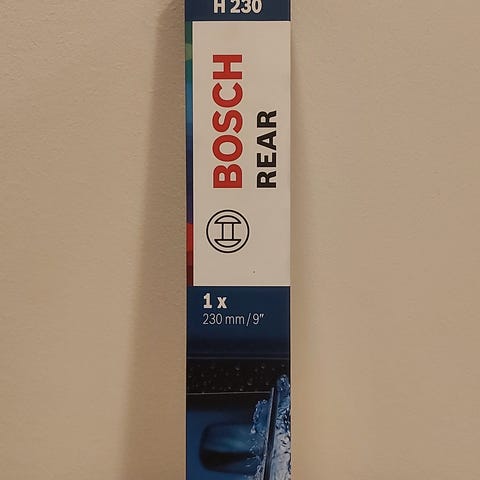 H 230
BOSCH
REAR
1 x
230 mm / 9"